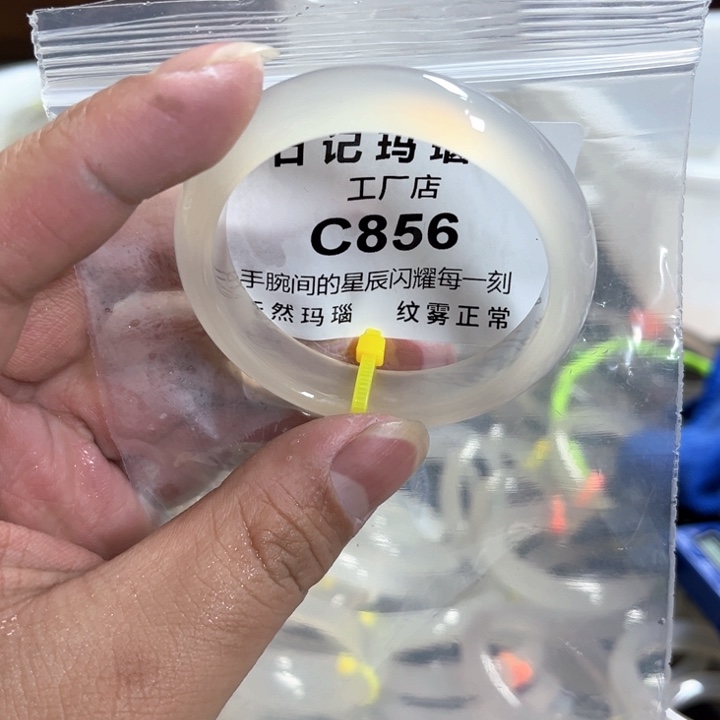 记玛瑙
工厂店
C856
手腕间的星辰闪耀每一刻
然玛瑙 纹雾正常